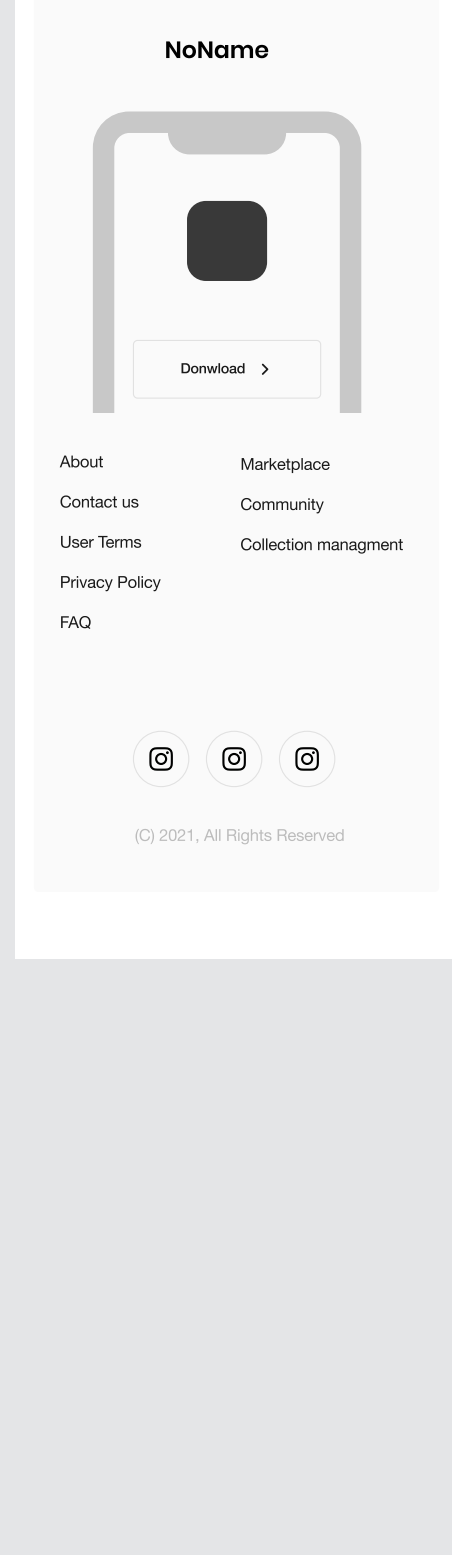 NoName
Donwload
About
Contact us
User Terms
Privacy Policy
FAQ
Marketplace
Community
Collection managment
(C) 2021, All Rights Reserved